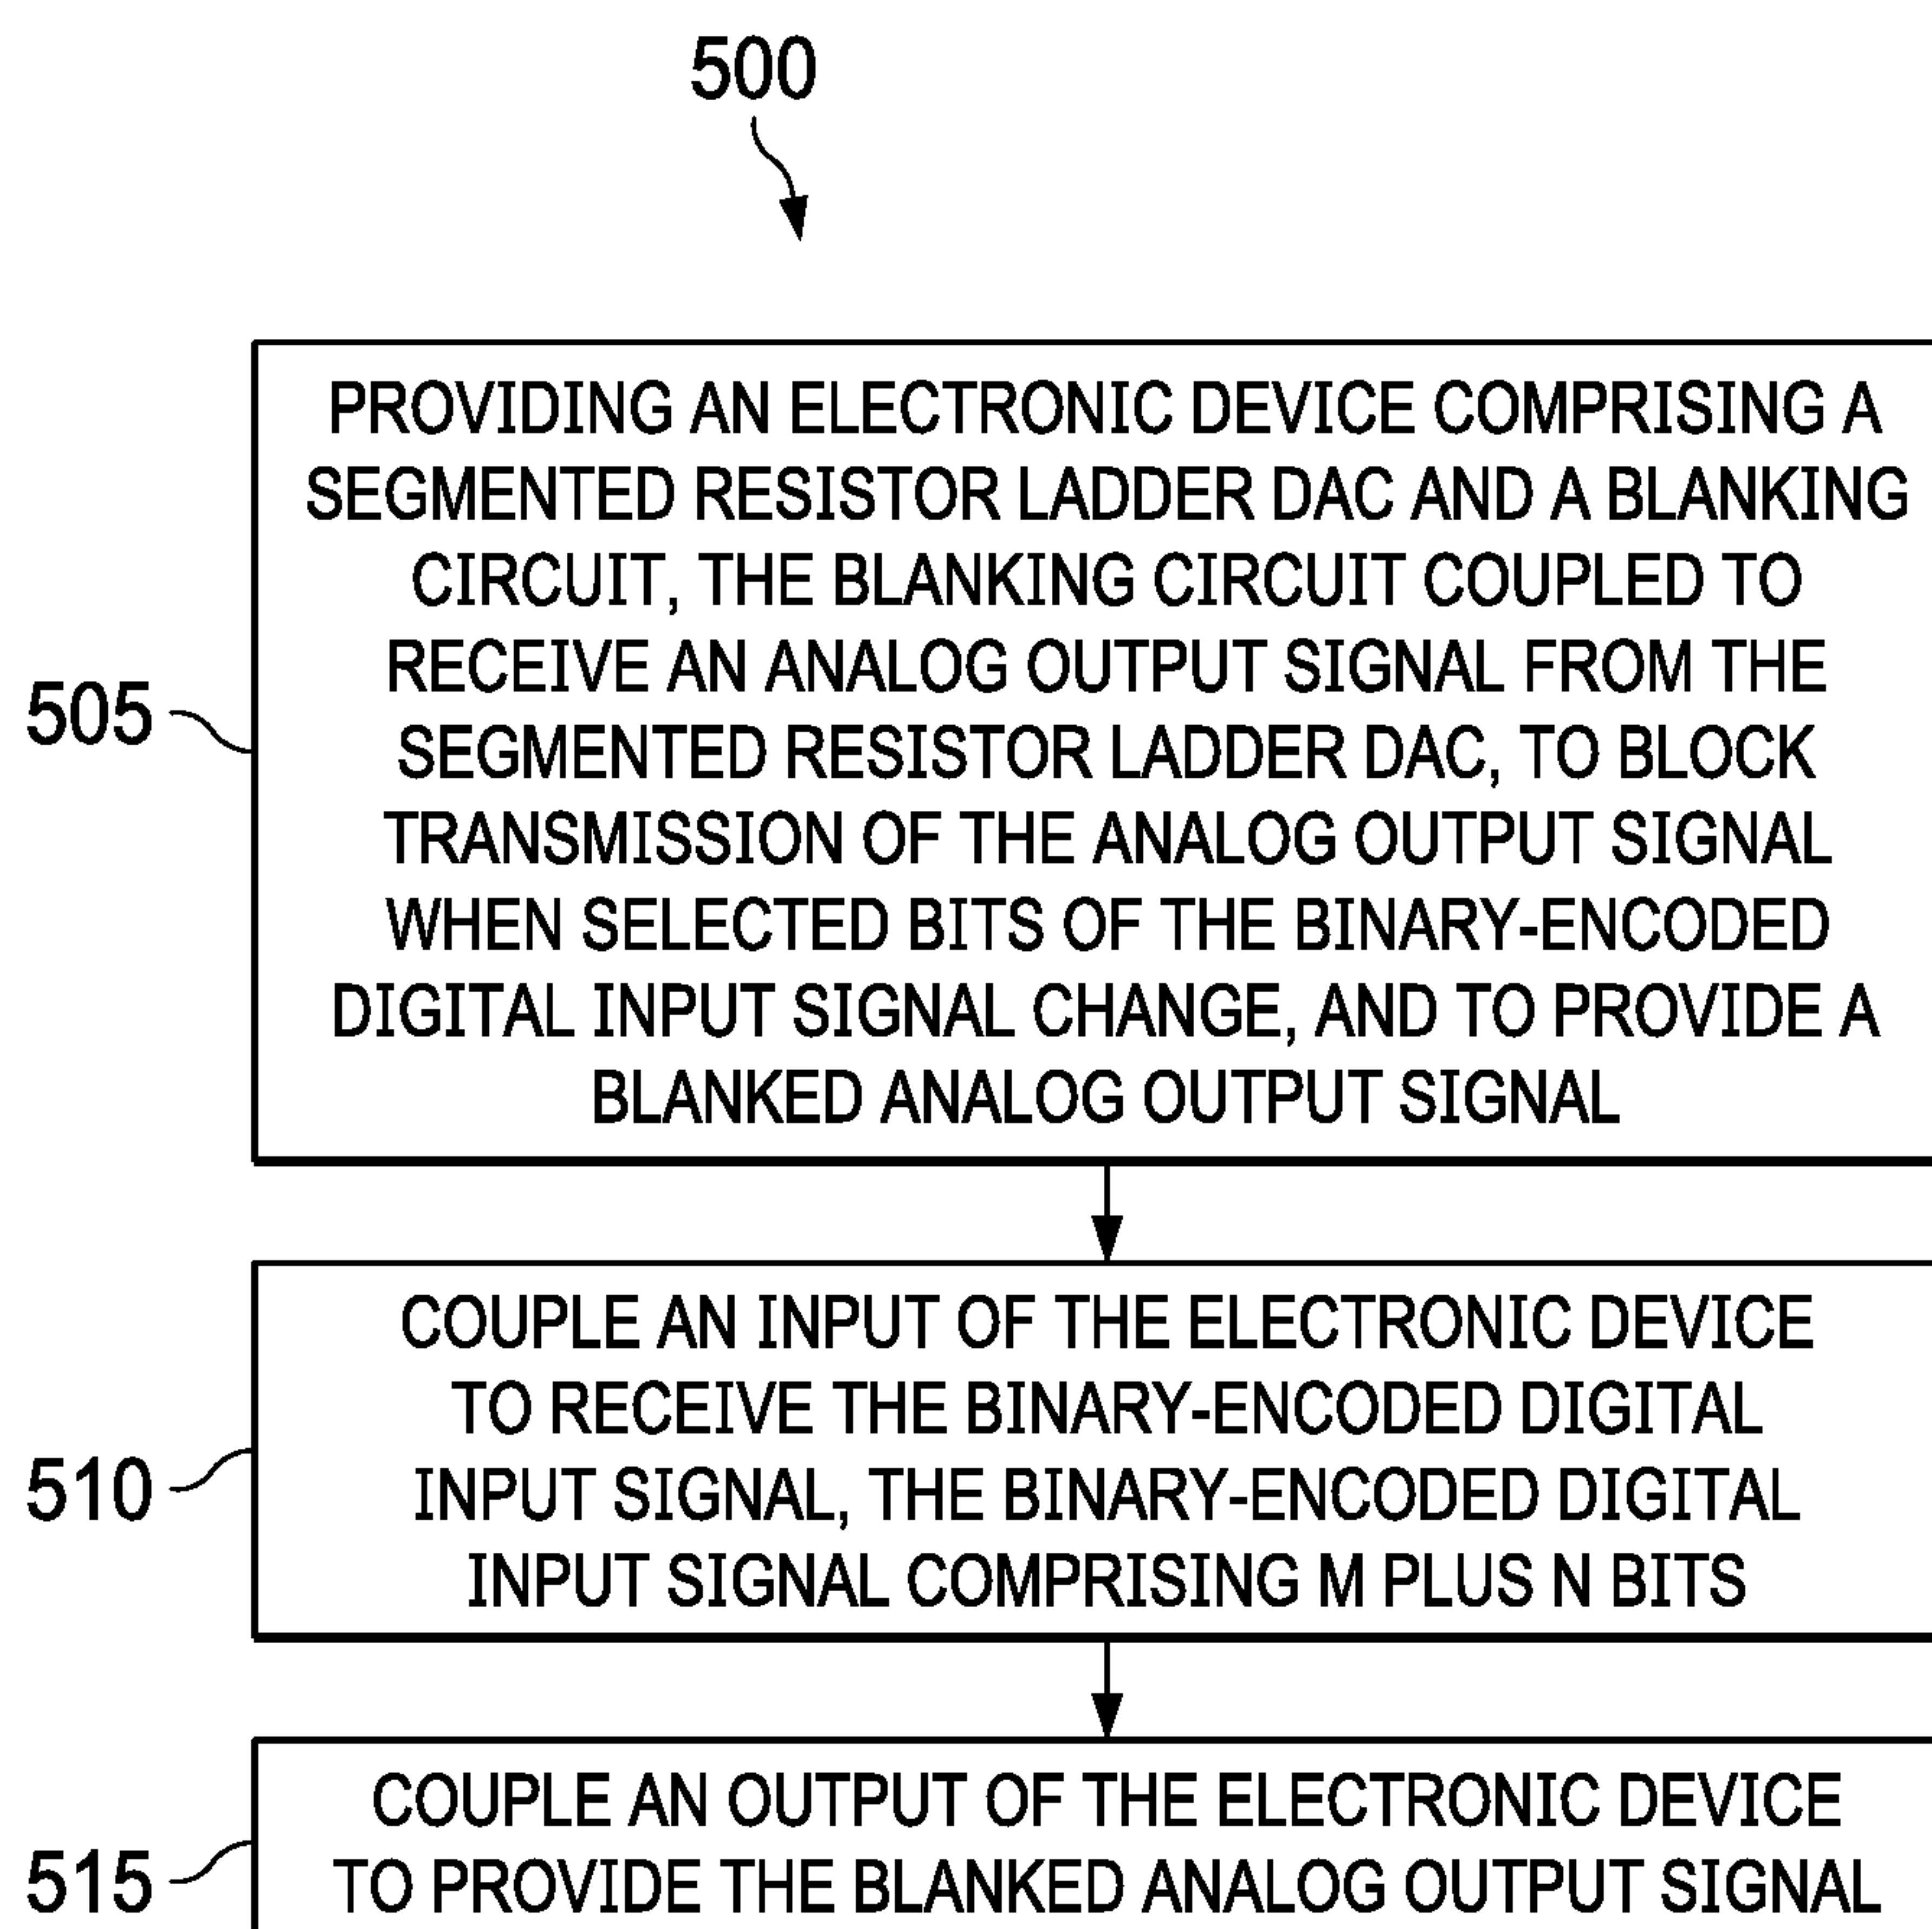 500
PROVIDING AN ELECTRONIC DEVICE COMPRISING A
SEGMENTED RESISTOR LADDER DAC AND A BLANKING
CIRCUIT, THE BLANKING CIRCUIT COUPLED TO
RECEIVE AN ANALOG OUTPUT SIGNAL FROM THE
505
SEGMENTED RESISTOR LADDER DAC, TO BLOCK
TRANSMISSION OF THE ANALOG OUTPUT SIGNAL
WHEN SELECTED BITS OF THE BINARY-ENCODED
DIGITAL INPUT SIGNAL CHANGE, AND TO PROVIDE A
BLANKED ANALOG OUTPUT SIGNAL
COUPLE AN INPUT OF THE ELECTRONIC DEVICE
TO RECEIVE THE BINARY-ENCODED DIGITAL
510
INPUT SIGNAL, THE BINARY-ENCODED DIGITAL
INPUT SIGNAL COMPRISING M PLUS N BITS
COUPLE AN OUTPUT OF THE ELECTRONIC DEVICE
515
TO PROVIDE THE BLANKED ANALOG OUTPUT SIGNAL